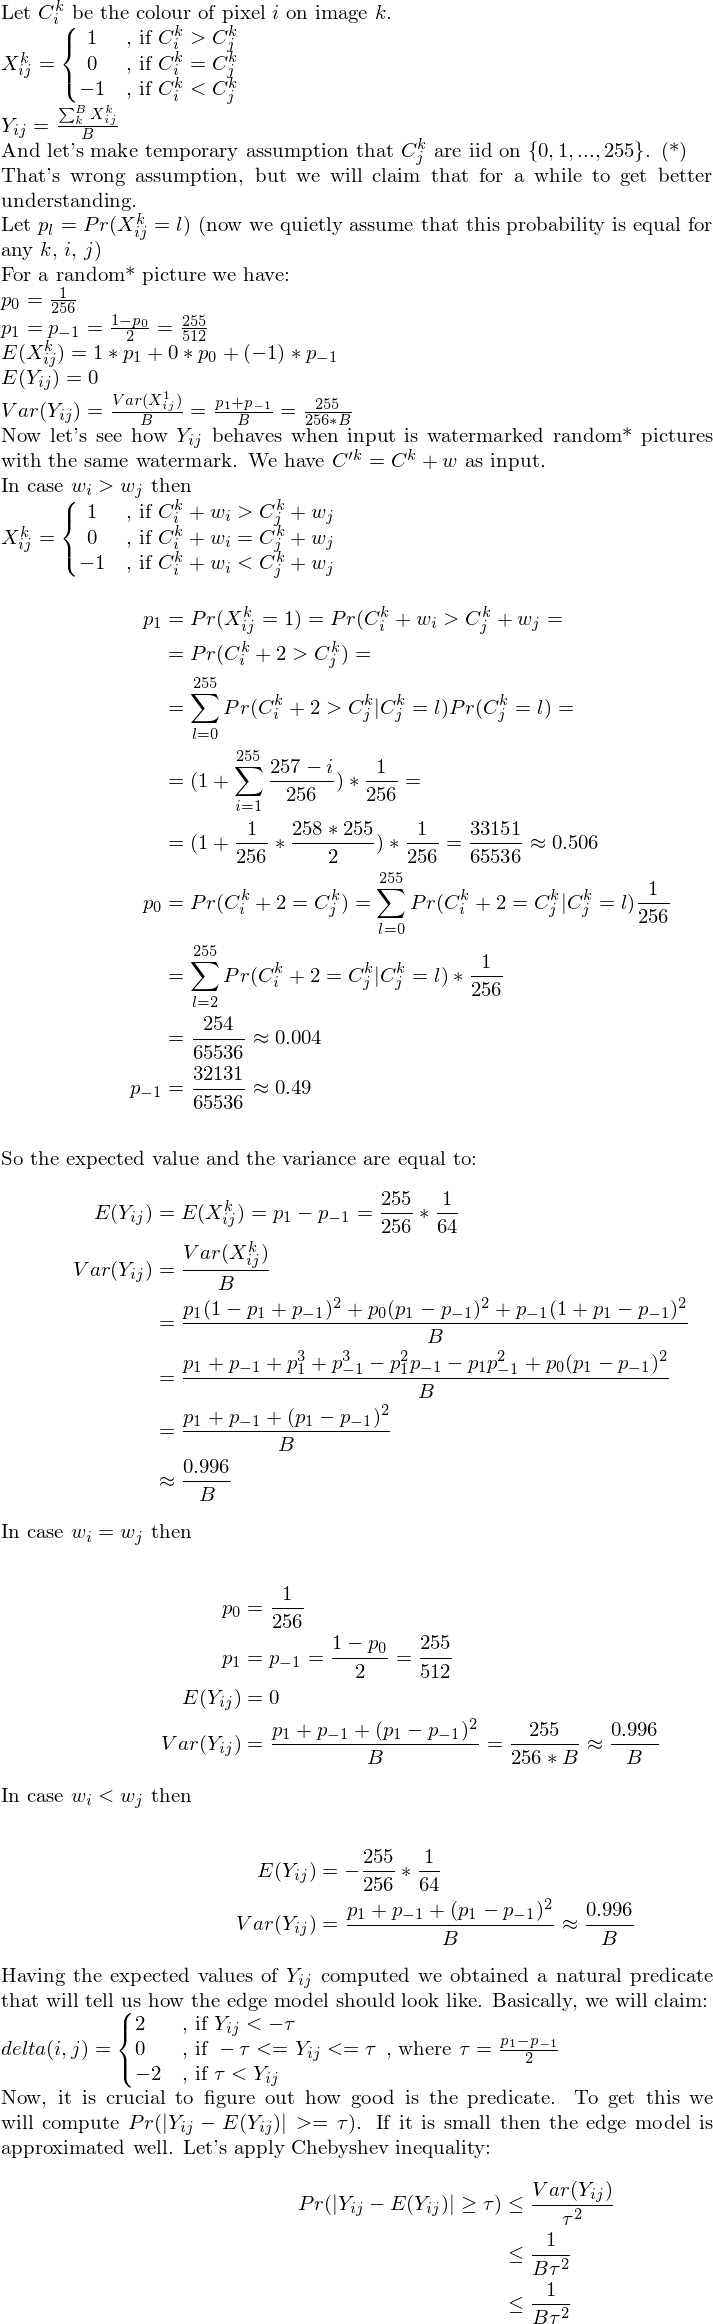 Let $C_i^k$ be the colour of pixel $i$ on image $k$.
$X_{ij}^k = \begin{cases} 1 & \text{, if } C_i^k > C_j^k \\ 0 & \text{, if } C_i^k = C_j^k \\ -1 & \text{, if } C_i^k < C_j^k \end{cases}$
$Y_{ij} = \frac{\sum_k^B X_{ij}^k}{B}$
And let's make temporary assumption that $C_j^k$ are iid on $\{0, 1, ..., 255\}$. (*)
That's wrong assumption, but we will claim that for a while to get better
understanding.
Let $p_l = Pr(X_{ij}^k = l)$ (now we quietly assume that this probability is equal for
any $k$, $i$, $j$)
For a random* picture we have:
$p_0 = \frac{1}{256}$
$p_1 = p_{-1} = \frac{1-p_0}{2} = \frac{255}{512}$
$E(X_{ij}^k) = 1 * p_1 + 0 * p_0 + (-1) * p_{-1}$
$E(Y_{ij}) = 0$
$Var(Y_{ij}) = \frac{Var(X_{ij}^1)}{B} = \frac{p_1+p_{-1}}{B} = \frac{255}{256*B}$
Now let's see how $Y_{ij}$ behaves when input is watermarked random* pictures
with the same watermark. We have $C'^k = C^k + w$ as input.
In case $w_i > w_j$ then
$X_{ij}^k = \begin{cases} 1 & \text{, if } C_i^k + w_i > C_j^k + w_j \\ 0 & \text{, if } C_i^k + w_i = C_j^k + w_j \\ -1 & \text{, if } C_i^k + w_i < C_j^k + w_j \end{cases}$
$p_1 = Pr(X_{ij}^k = 1) = Pr(C_i^k + w_i > C_j^k + w_j =$
$= Pr(C_i^k + 2 > C_j^k) =$
$= \sum_{l=0}^{255} Pr(C_i^k + 2 > C_j^k | C_j^k = l) Pr(C_j^k = l) =$
$= (1 + \sum_{i=1}^{255} \frac{257 - i}{256}) * \frac{1}{256} =$
$= (1 + \frac{1}{256} * \frac{258 * 255}{2}) * \frac{1}{256} = \frac{33151}{65536} \approx 0.506$
$p_0 = Pr(C_i^k + 2 = C_j^k) = \sum_{l=0}^{255} Pr(C_i^k + 2 = C_j^k | C_j^k = l) \frac{1}{256}$
$= \sum_{l=2}^{255} Pr(C_i^k + 2 = C_j^k | C_j^k = l) * \frac{1}{256}$
$= \frac{254}{65536} \approx 0.004$
$p_{-1} = \frac{32131}{65536} \approx 0.49$
So the expected value and the variance are equal to:
$E(Y_{ij}) = E(X_{ij}^k) = p_1 - p_{-1} = \frac{255}{256} * \frac{1}{64}$
$Var(Y_{ij}) = \frac{Var(X_{ij}^k)}{B}$
$= \frac{p_1(1 - p_1 + p_{-1})^2 + p_0(p_1 - p_{-1})^2 + p_{-1}(1 + p_1 - p_{-1})^2}{B}$
$= \frac{p_1 + p_{-1} + p_1^3 + p_{-1}^3 - p_1^2 p_{-1} - p_1 p_{-1}^2 + p_0(p_1 - p_{-1})^2}{B}$
$= \frac{p_1 + p_{-1} + (p_1 - p_{-1})^2}{B}$
$\approx \frac{0.996}{B}$
In case $w_i = w_j$ then
$p_0 = \frac{1}{256}$
$p_1 = p_{-1} = \frac{1 - p_0}{2} = \frac{255}{512}$
$E(Y_{ij}) = 0$
$Var(Y_{ij}) = \frac{p_1 + p_{-1} + (p_1 - p_{-1})^2}{B} = \frac{255}{256 * B} \approx \frac{0.996}{B}$
In case $w_i < w_j$ then
$E(Y_{ij}) = -\frac{255}{256} * \frac{1}{64}$
$Var(Y_{ij}) = \frac{p_1 + p_{-1} + (p_1 - p_{-1})^2}{B} \approx \frac{0.996}{B}$
Having the expected values of $Y_{ij}$ computed we obtained a natural predicate
that will tell us how the edge model should look like. Basically, we will claim:
$delta(i, j) = \begin{cases} 2 & \text{, if } Y_{ij} < -\tau \\ 0 & \text{, if } -\tau <= Y_{ij} <= \tau \\ -2 & \text{, if } \tau < Y_{ij} \end{cases}$ , where $\tau = \frac{p_1 - p_{-1}}{2}$
Now, it is crucial to figure out how good is the predicate. To get this we
will compute $Pr(|Y_{ij} - E(Y_{ij})| >= \tau)$. If it is small then the edge model is
approximated well. Let's apply Chebyshev inequality:
$Pr(|Y_{ij} - E(Y_{ij})| \geq \tau) \leq \frac{Var(Y_{ij})}{\tau^2}$
$\leq \frac{1}{B\tau^2}$
$\leq \frac{1}{B\tau^2}$